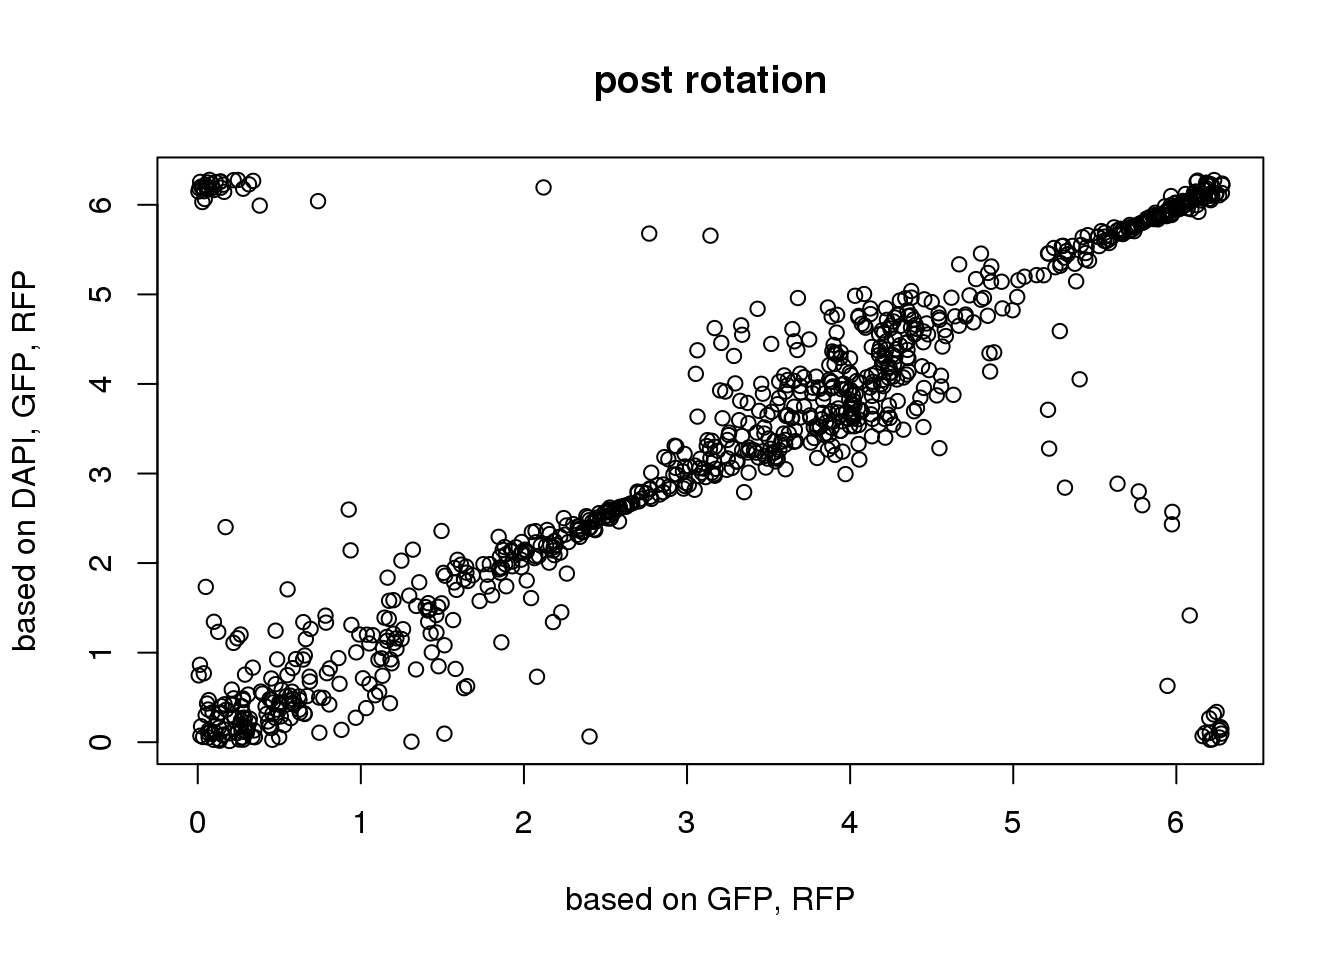 post rotation
based on DAPI, GFP, RFP
6
5
4
3
2
1
0
0 1 2 3 4 5 6
based on GFP, RFP